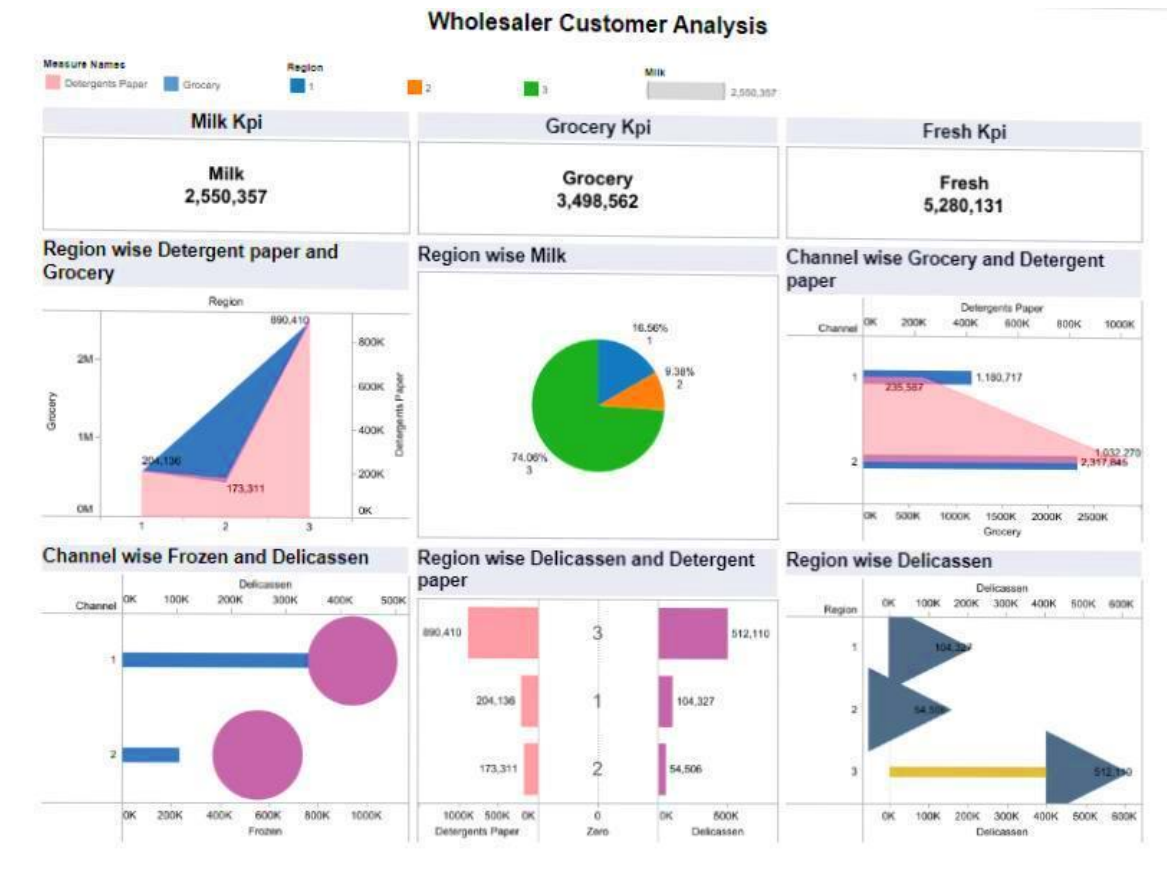 Wholesaler Customer Analysis
Measure Names
Detergents Paper
Grocery
Region
1
2
3
Milk
2,550,357
Milk Kpi
Grocery Kpi
Fresh Kpi
Milk
2,550,357
Grocery
3,498,562
Fresh
5,280,131
Region wise Detergent paper and
Grocery
Region
890,410
204,136
173,311
2M
1M
0M
Grocery
800K
600K
400K
200K
0K
Detergents Paper
1 2 3
Region wise Milk
16.56%
1
9.38%
2
74.06%
3
Channel wise Grocery and Detergent
paper
Detergents Paper
Channel
0K 200K 400K 600K 800K 1000K
1
1,180,717
235,587
2
1,032,270
2,317,845
0K 500K 1000K 1500K 2000K 2500K
Grocery
Channel wise Frozen and Delicassen
Delicassen
Channel
0K 100K 200K 300K 400K 500K
1
2
0K 200K 400K 600K 800K 1000K
Frozen
Region wise Delicassen and Detergent
paper
890,410 3 512,110
204,136 1 104,327
173,311 2 54,506
1000K 500K 0K 0 0K 500K
Detergents Paper Zero Delicassen
Region wise Delicassen
Delicassen
Region
0K 100K 200K 300K 400K 500K 600K
1 104,327
2 54,506
3 512,110
0K 100K 200K 300K 400K 500K 600K
Delicassen